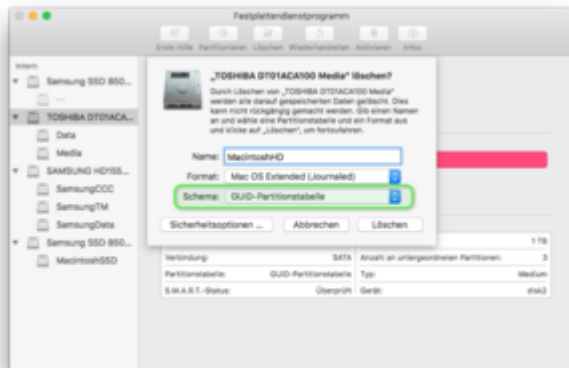 Festplattendienstprogramm
Erste Hilfe Partitionieren Löschen Wiederherstellen Aktivieren Infos
Intern
Samsung SSD 850...
...
TOSHIBA DT01ACA...
Data
Media
SAMSUNG HD155...
SamsungCCC
SamsungTM
SamsungData
Samsung SSD 850...
MacintoshSSD
„TOSHIBA DT01ACA100 Media“ löschen?
Durch Löschen von „TOSHIBA DT01ACA100 Media“
werden alle darauf gespeicherten Daten gelöscht. Dies
kann nicht rückgängig gemacht werden. Gib einen Namen
an und wähle eine Partitionstabelle und ein Format aus
und klicke auf „Löschen“, um fortzufahren.
Name: MacintoshHD
Format: Mac OS Extended (Journaled)
Schema: GUID-Partitionstabelle
Sicherheitsoptionen ... Abbrechen Löschen
1 TB
Verbindung: SATA Anzahl an untergeordneten Partitionen: 3
Partitionstabelle: GUID-Partitionstabelle Typ: Medium
S.M.A.R.T.-Status: Überprüft Gerät: disk2